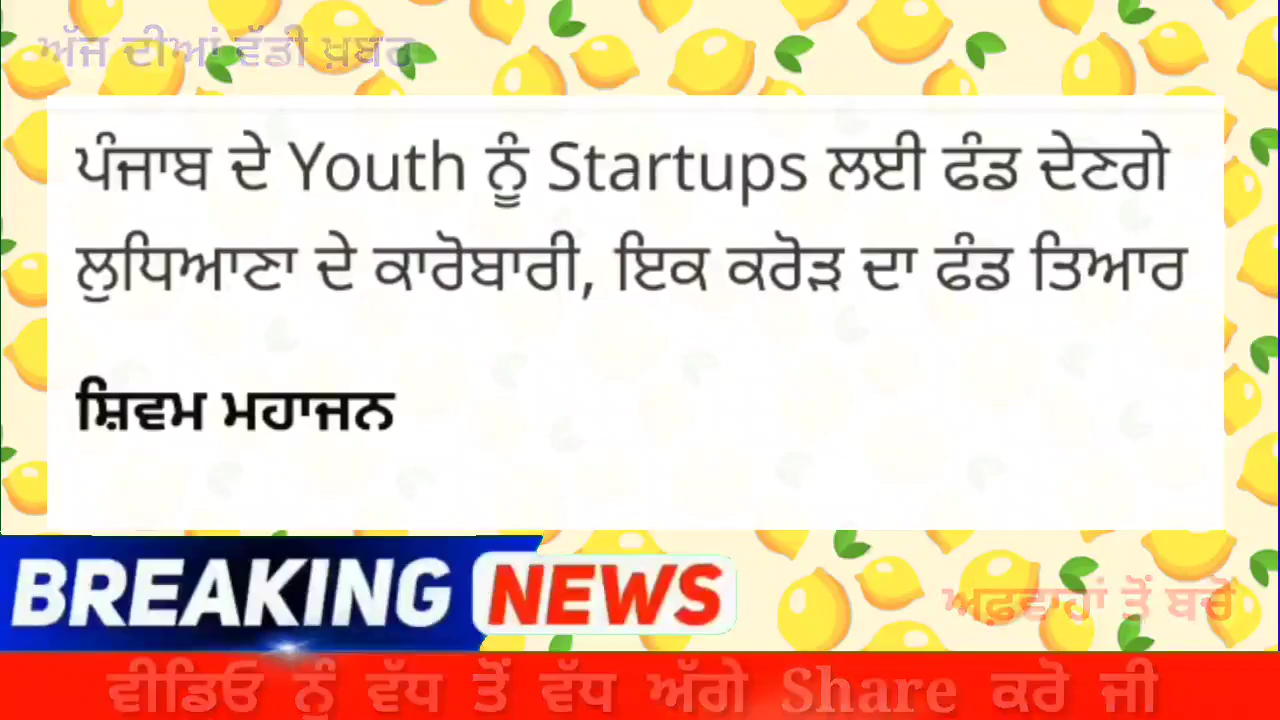 ਅੱਜ ਦੀਆਂ ਵੱਡੀ ਖ਼ਬਰ
ਪੰਜਾਬ ਦੇ Youth ਨੂੰ Startups ਲਈ ਫੰਡ ਦੇਣਗੇ
ਲੁਧਿਆਣਾ ਦੇ ਕਾਰੋਬਾਰੀ, ਇਕ ਕਰੋੜ ਦਾ ਫੰਡ ਤਿਆਰ
ਸ਼ਿਵਮ ਮਹਾਜਨ
BREAKING NEWS
ਅਫ਼ਵਾਹਾਂ ਤੋਂ ਬਚੋ
ਵੀਡਿਓ ਨੂੰ ਵੱਧ ਤੋਂ ਵੱਧ ਅੱਗੇ Share ਕਰੋ ਜੀ